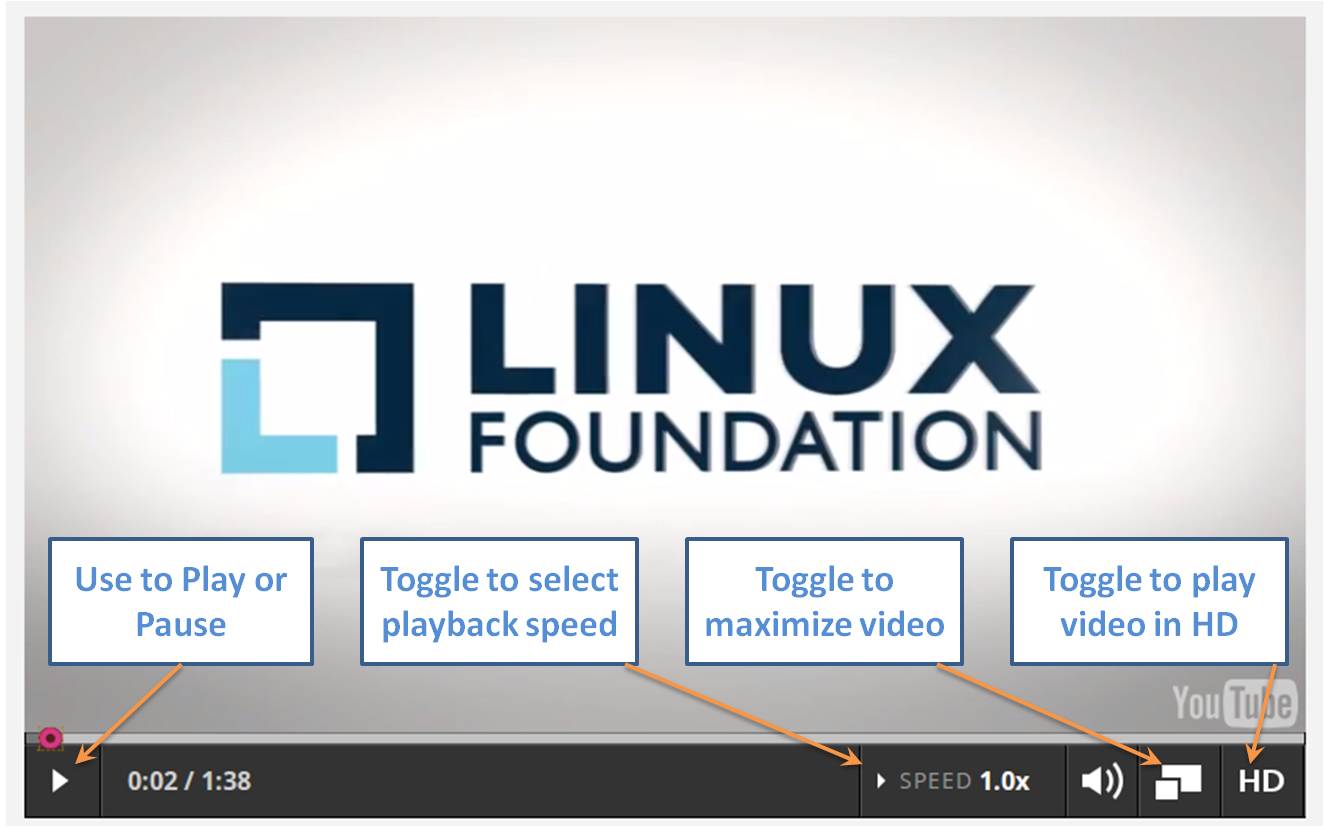 LINUX
FOUNDATION
Use to Play or
Pause
Toggle to select
playback speed
Toggle to
maximize video
Toggle to play
video in HD
YouTube
0:02 / 1:38
SPEED 1.0x
HD